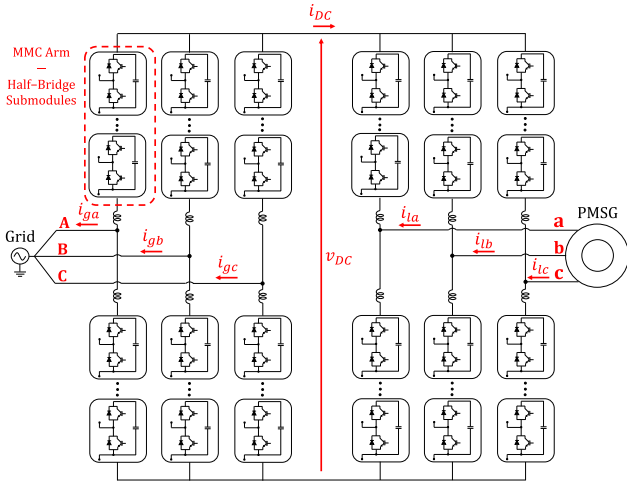 i_DC
MMC Arm
–
Half–Bridge
Submodules
A
i_ga
Grid
B
i_gb
C
i_gc
v_DC
i_la
a
PMSG
i_lb
b
i_lc
c